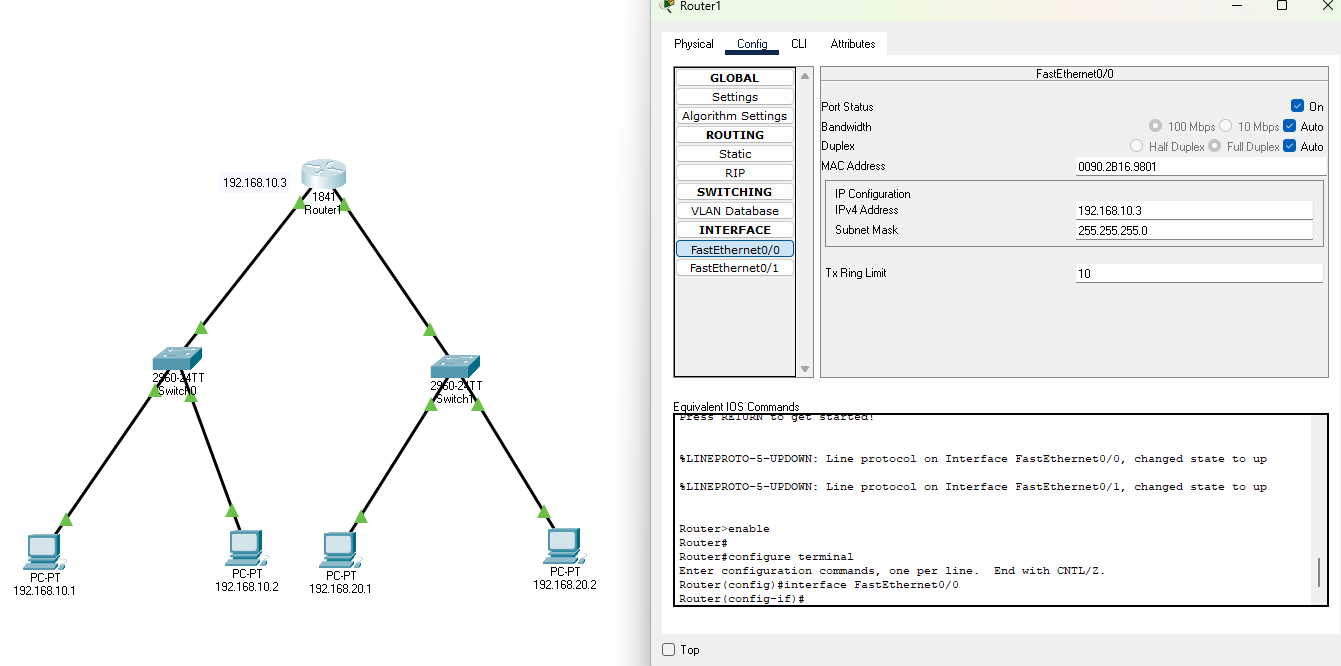 192.168.10.3
1841
Router1
2960-24TT
Switch0
2960-24TT
Switch1
PC-PT
192.168.10.1
PC-PT
192.168.10.2
PC-PT
192.168.20.1
PC-PT
192.168.20.2
Router1
Physical Config CLI Attributes
GLOBAL
Settings
Algorithm Settings
ROUTING
Static
RIP
SWITCHING
VLAN Database
INTERFACE
FastEthernet0/0
FastEthernet0/1
FastEthernet0/0
Port Status On
Bandwidth 100 Mbps 10 Mbps Auto
Duplex Half Duplex Full Duplex Auto
MAC Address 0090.2B16.9801
IP Configuration
IPv4 Address 192.168.10.3
Subnet Mask 255.255.255.0
Tx Ring Limit 10
Equivalent IOS Commands
Press RETURN to get started!
%LINEPROTO-5-UPDOWN: Line protocol on Interface FastEthernet0/0, changed state to up
%LINEPROTO-5-UPDOWN: Line protocol on Interface FastEthernet0/1, changed state to up
Router>enable
Router#
Router#configure terminal
Enter configuration commands, one per line.  End with CNTL/Z.
Router(config)#interface FastEthernet0/0
Router(config-if)#
Top